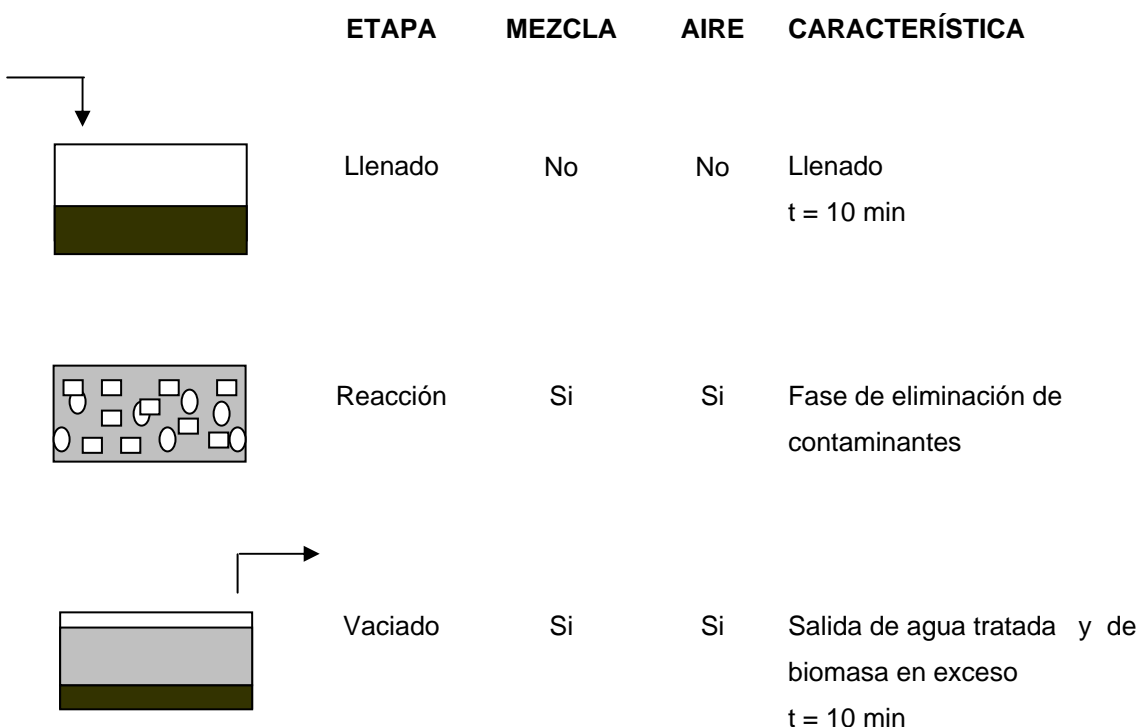 ETAPA MEZCLA AIRE CARACTERÍSTICA
Llenado No No Llenado
t = 10 min
Reacción Si Si Fase de eliminación de
contaminantes
Vaciado Si Si Salida de agua tratada y de
biomasa en exceso
t = 10 min